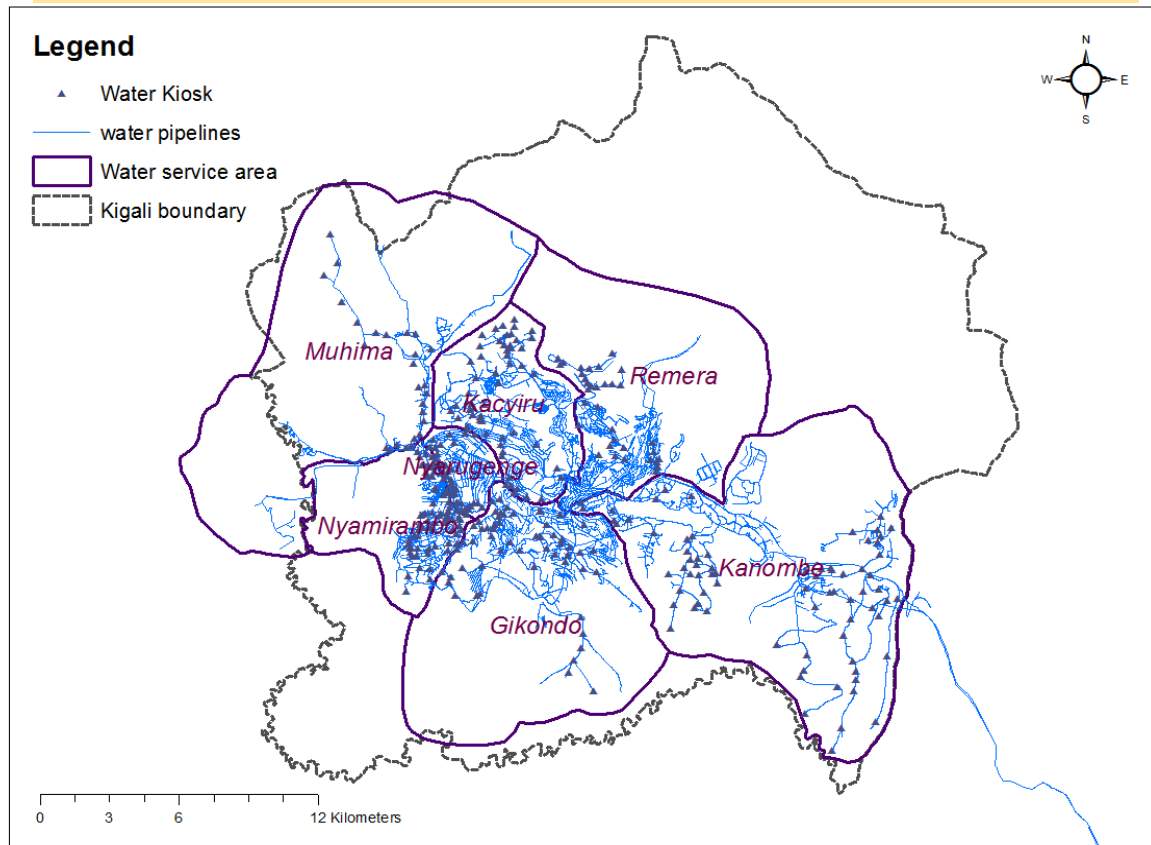 Legend
Water Kiosk
water pipelines
Water service area
Kigali boundary
N
W E
S
Muhima
Remera
Kacyiru
Nyarugenge
Nyamirambo
Kanombe
Gikondo
0 3 6 12 Kilometers